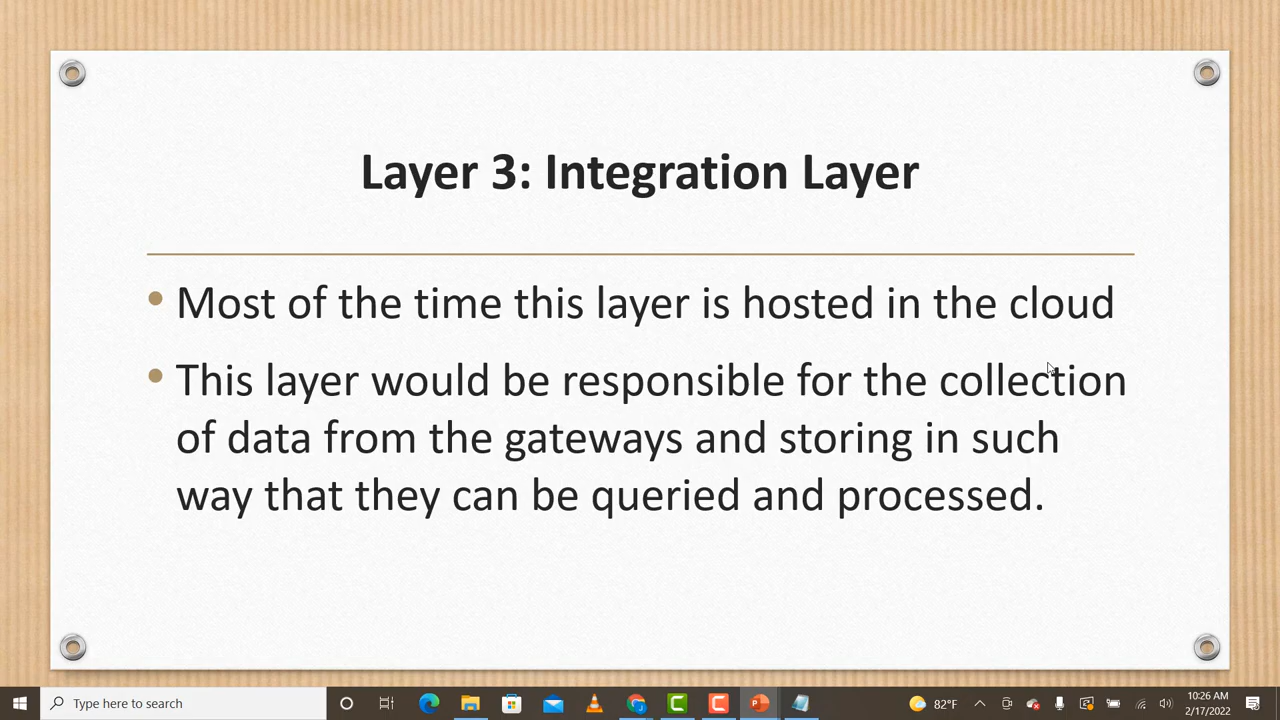 Layer 3: Integration Layer
• Most of the time this layer is hosted in the cloud
• This layer would be responsible for the collection
of data from the gateways and storing in such
way that they can be queried and processed.
Type here to search
82°F
10:26 AM
2/17/2022